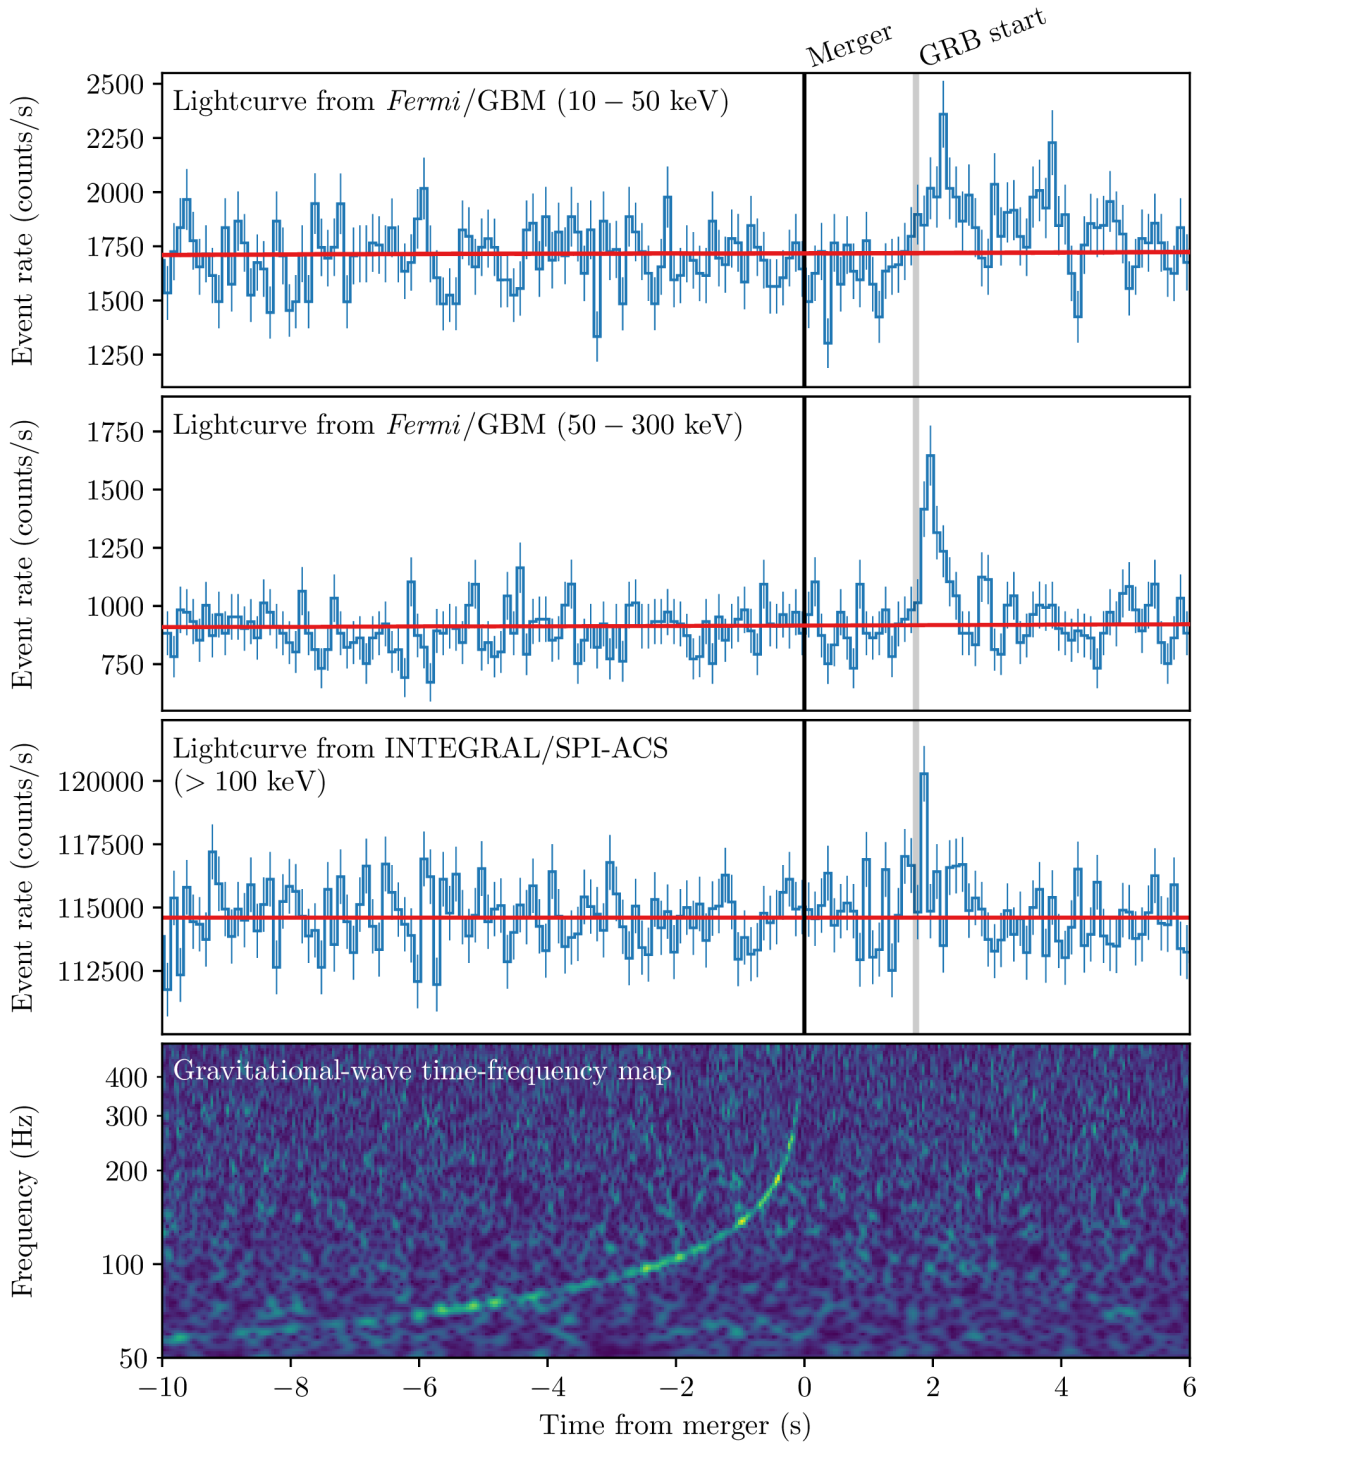 Merger GRB start
Lightcurve from Fermi/GBM (10 – 50 keV)
Event rate (counts/s)
2500
2250
2000
1750
1500
1250
Lightcurve from Fermi/GBM (50 – 300 keV)
Event rate (counts/s)
1750
1500
1250
1000
750
Lightcurve from INTEGRAL/SPI-ACS
(> 100 keV)
Event rate (counts/s)
120000
117500
115000
112500
Gravitational-wave time-frequency map
Frequency (Hz)
400
300
200
100
50
−10 −8 −6 −4 −2 0 2 4 6
Time from merger (s)